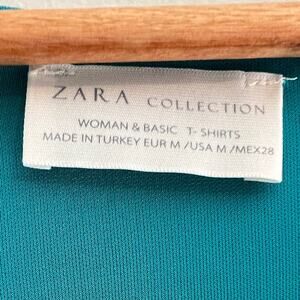 ZARA COLLECTION
WOMAN & BASIC T- SHIRTS
MADE IN TURKEY EUR M /USA M /MEX28